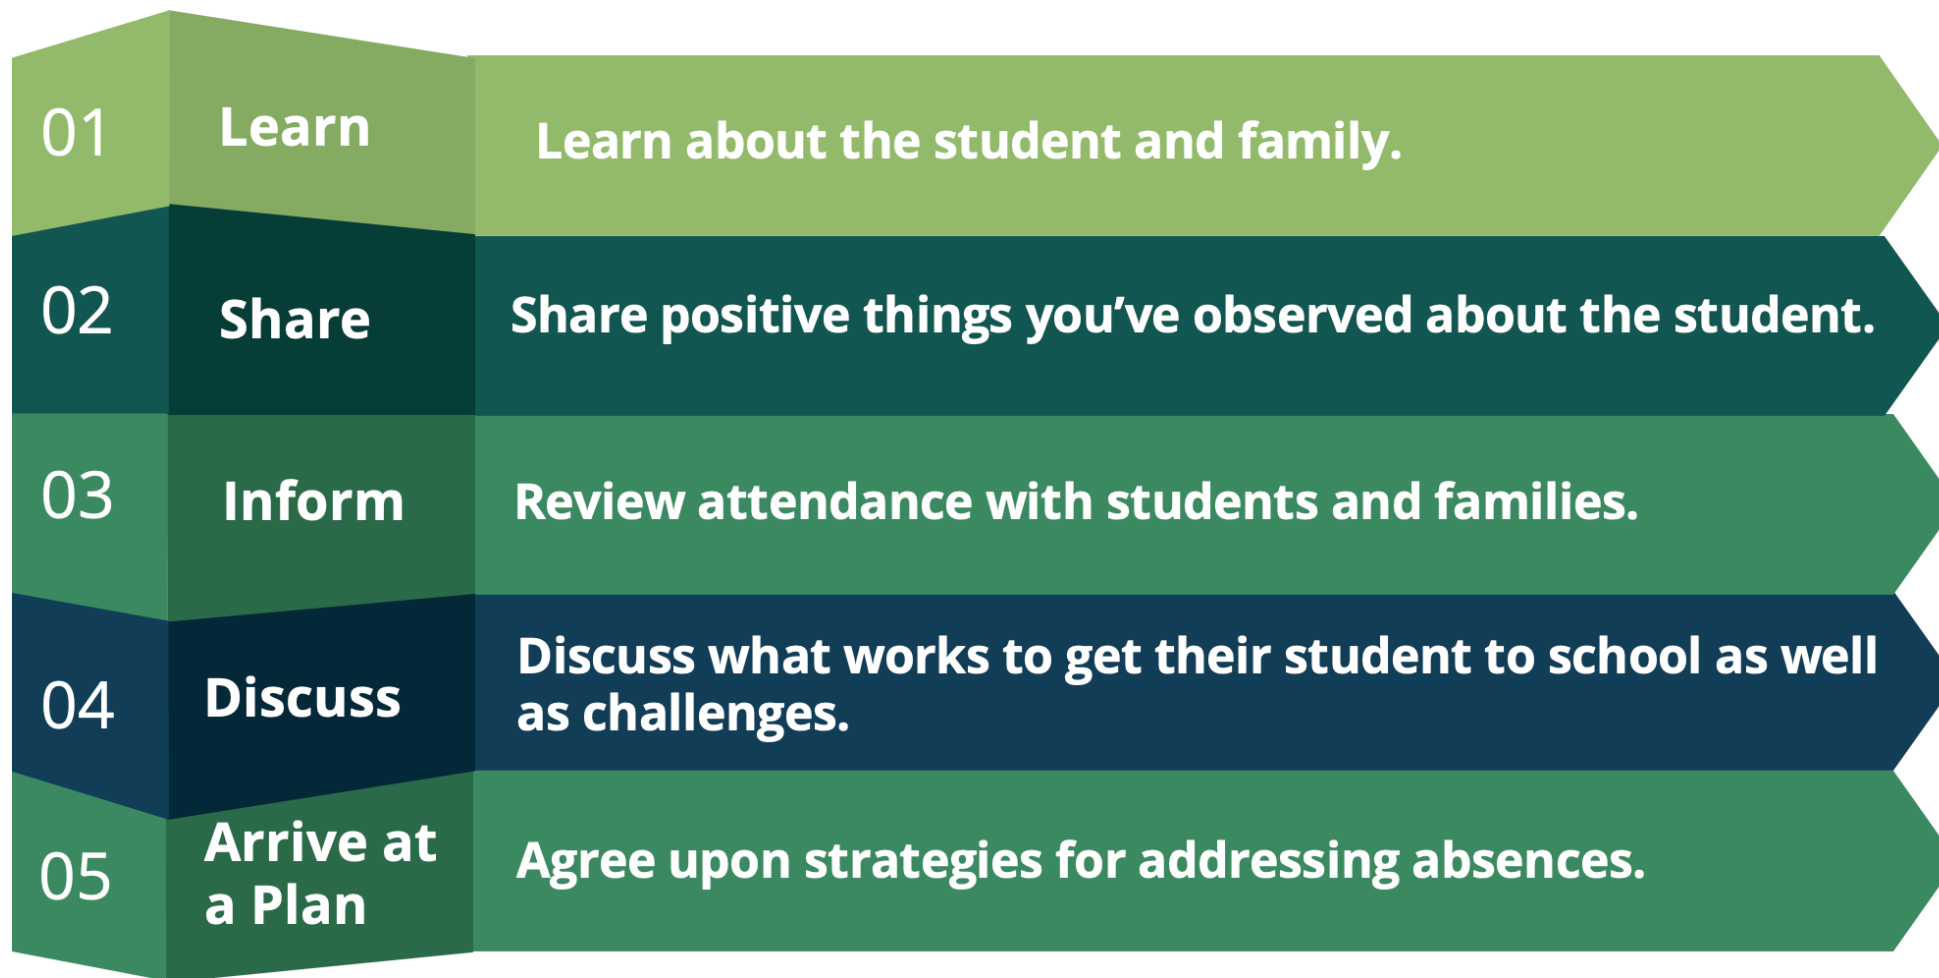 01
Learn
Learn about the student and family.
02
Share
Share positive things you’ve observed about the student.
03
Inform
Review attendance with students and families.
04
Discuss
Discuss what works to get their student to school as well
as challenges.
05
Arrive at
a Plan
Agree upon strategies for addressing absences.